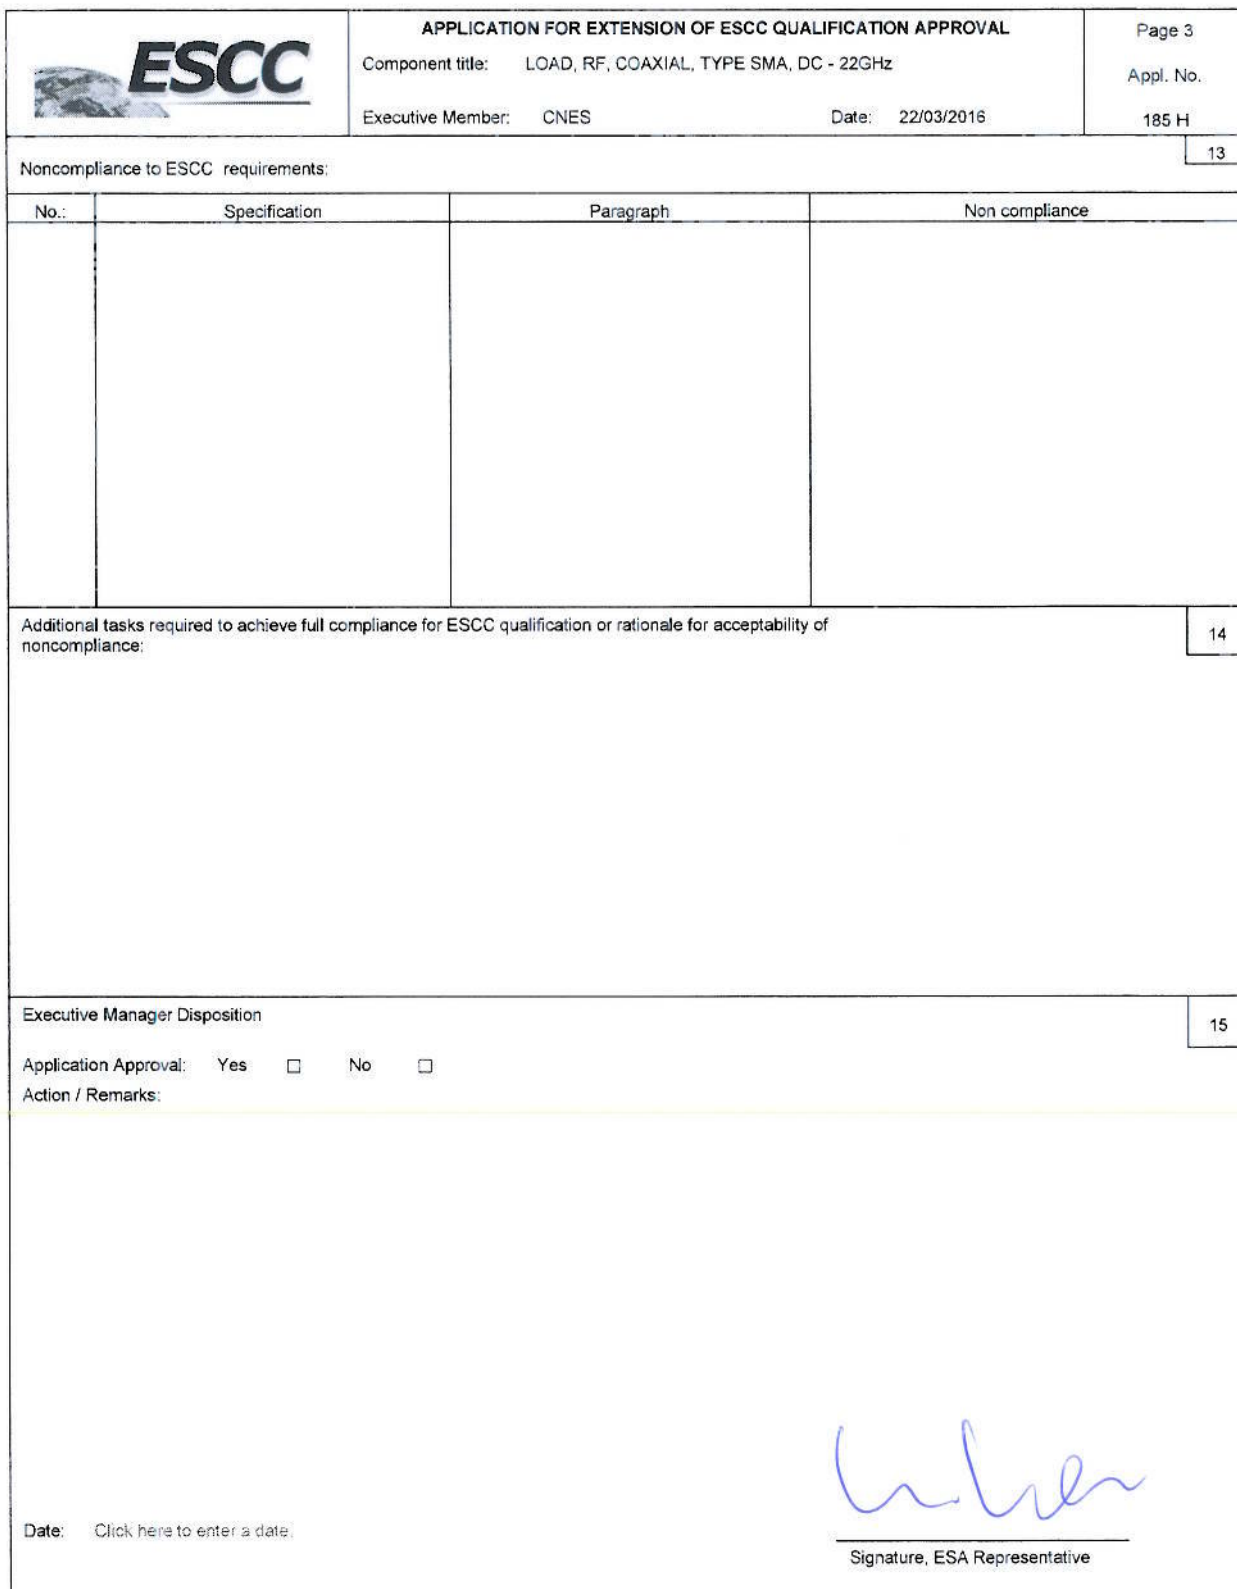 ESCC
APPLICATION FOR EXTENSION OF ESCC QUALIFICATION APPROVAL
Component title: LOAD, RF, COAXIAL, TYPE SMA, DC - 22GHz
Executive Member: CNES Date: 22/03/2016
Page 3
Appl. No.
185 H
Noncompliance to ESCC requirements:
13
No.: Specification Paragraph Non compliance
Additional tasks required to achieve full compliance for ESCC qualification or rationale for acceptability of
noncompliance:
14
Executive Manager Disposition
15
Application Approval: Yes ☐ No ☐
Action / Remarks:
Date: Click here to enter a date.
Signature, ESA Representative